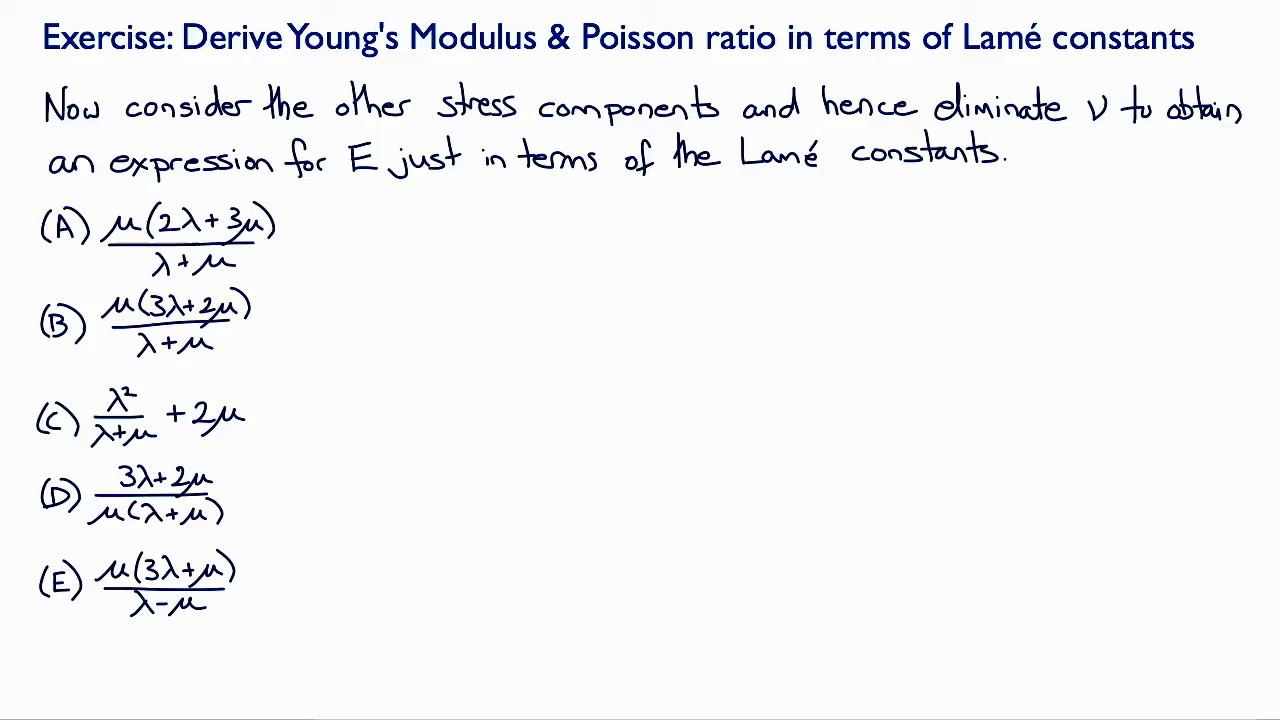 Exercise: Derive Young's Modulus & Poisson ratio in terms of Lamé constants
Now consider the other stress components and hence eliminate ν to obtain
an expression for E just in terms of the Lamé constants.
(A) μ(2λ+3μ)
λ+μ
(B) μ(3λ+2μ)
λ+μ
(C) λ²/(λ+μ) + 2μ
(D) 3λ+2μ
μ(λ+μ)
(E) μ(3λ+μ)
λ-μ